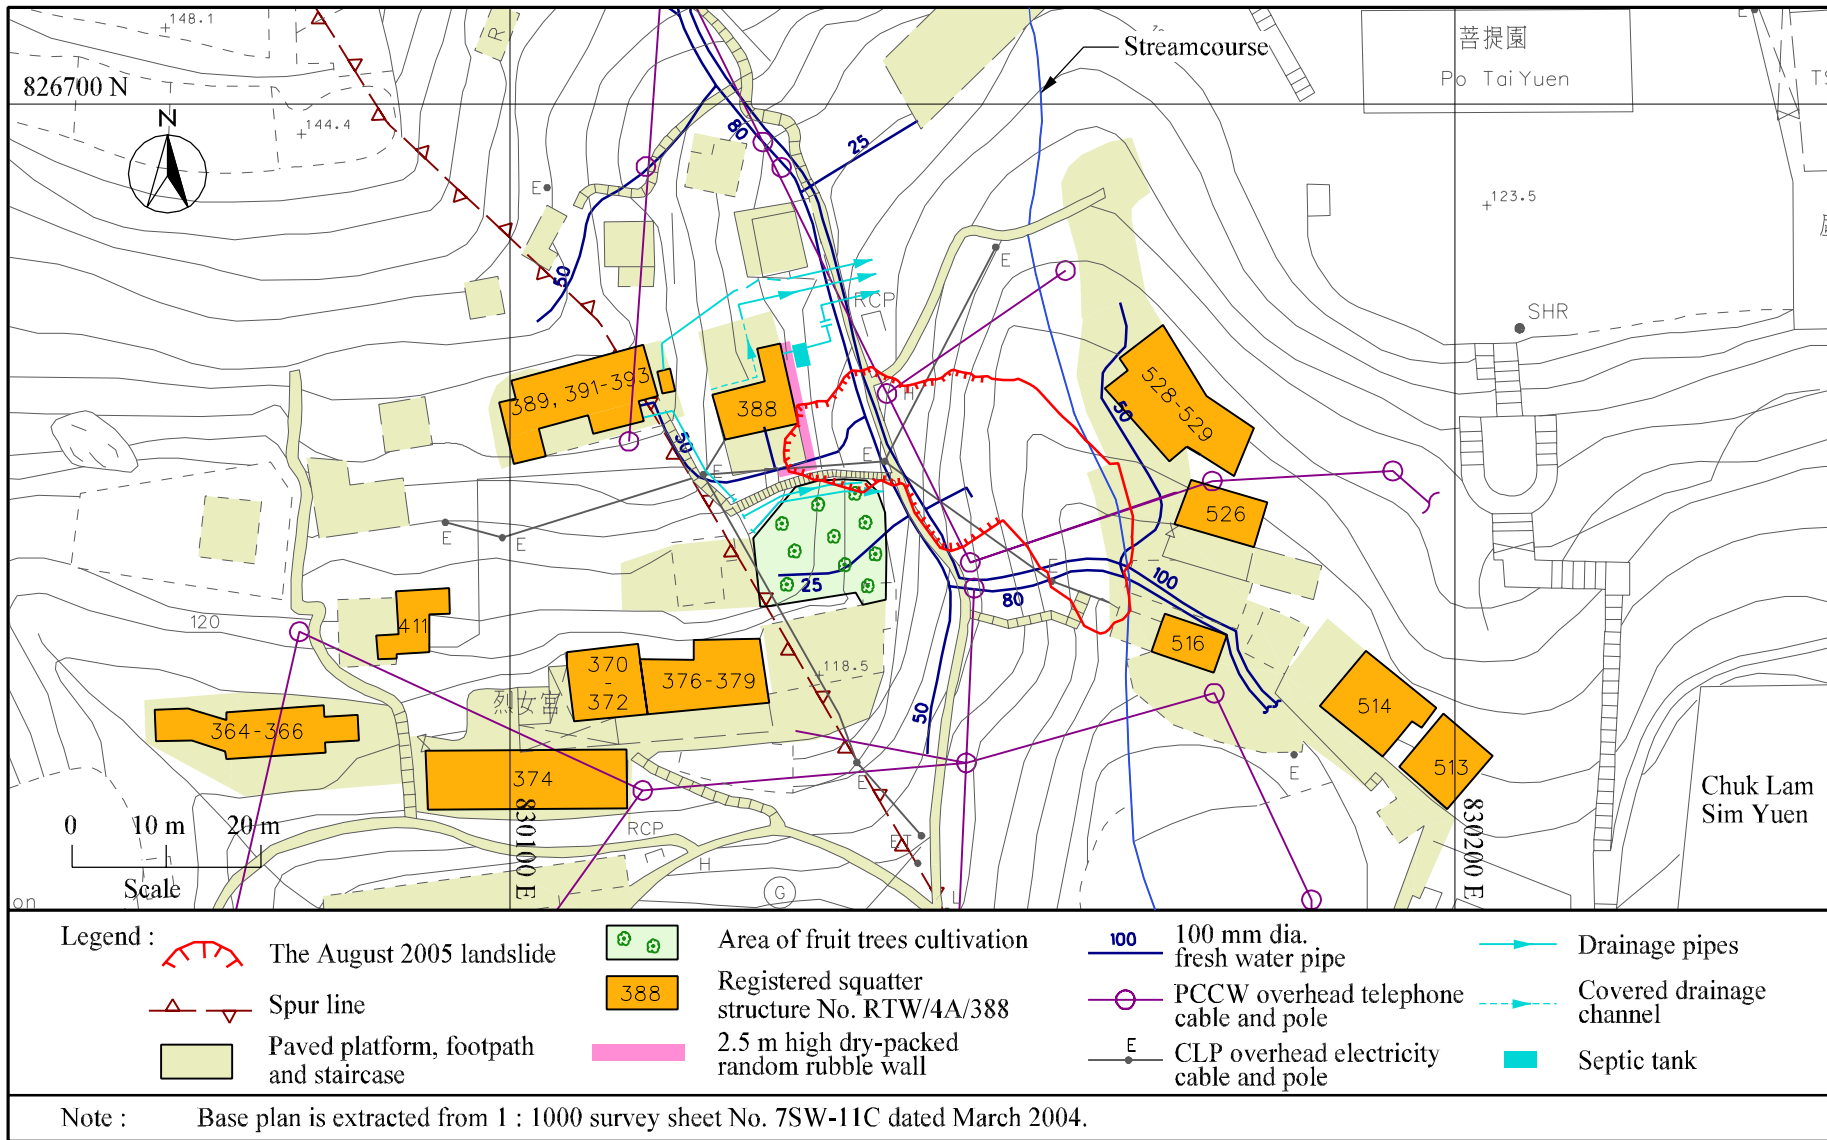 148.1
R
Streamcourse
菩提園
Po Tai Yuen
E
826700 N
TS
144.4
N
80
25
E
123.5
E
50
RCP
SHR
389, 391-393
388
H
528-529
50
50
E
E
526
E
E
E
25
100
80
411
120
516
370
-
372
376-379
118.5
烈女宮
364-366
50
514
374
E
E
513
Chuk Lam
Sim Yuen
0 10 m 20 m
Scale
830100 E
RCP
H
E
T
830200 E
G
L
on
Legend :
The August 2005 landslide
Spur line
Paved platform, footpath
and staircase
Area of fruit trees cultivation
388
Registered squatter
structure No. RTW/4A/388
2.5 m high dry-packed
random rubble wall
100
100 mm dia.
fresh water pipe
PCCW overhead telephone
cable and pole
E
CLP overhead electricity
cable and pole
Drainage pipes
Covered drainage
channel
Septic tank
Note : Base plan is extracted from 1 : 1000 survey sheet No. 7SW-11C dated March 2004.